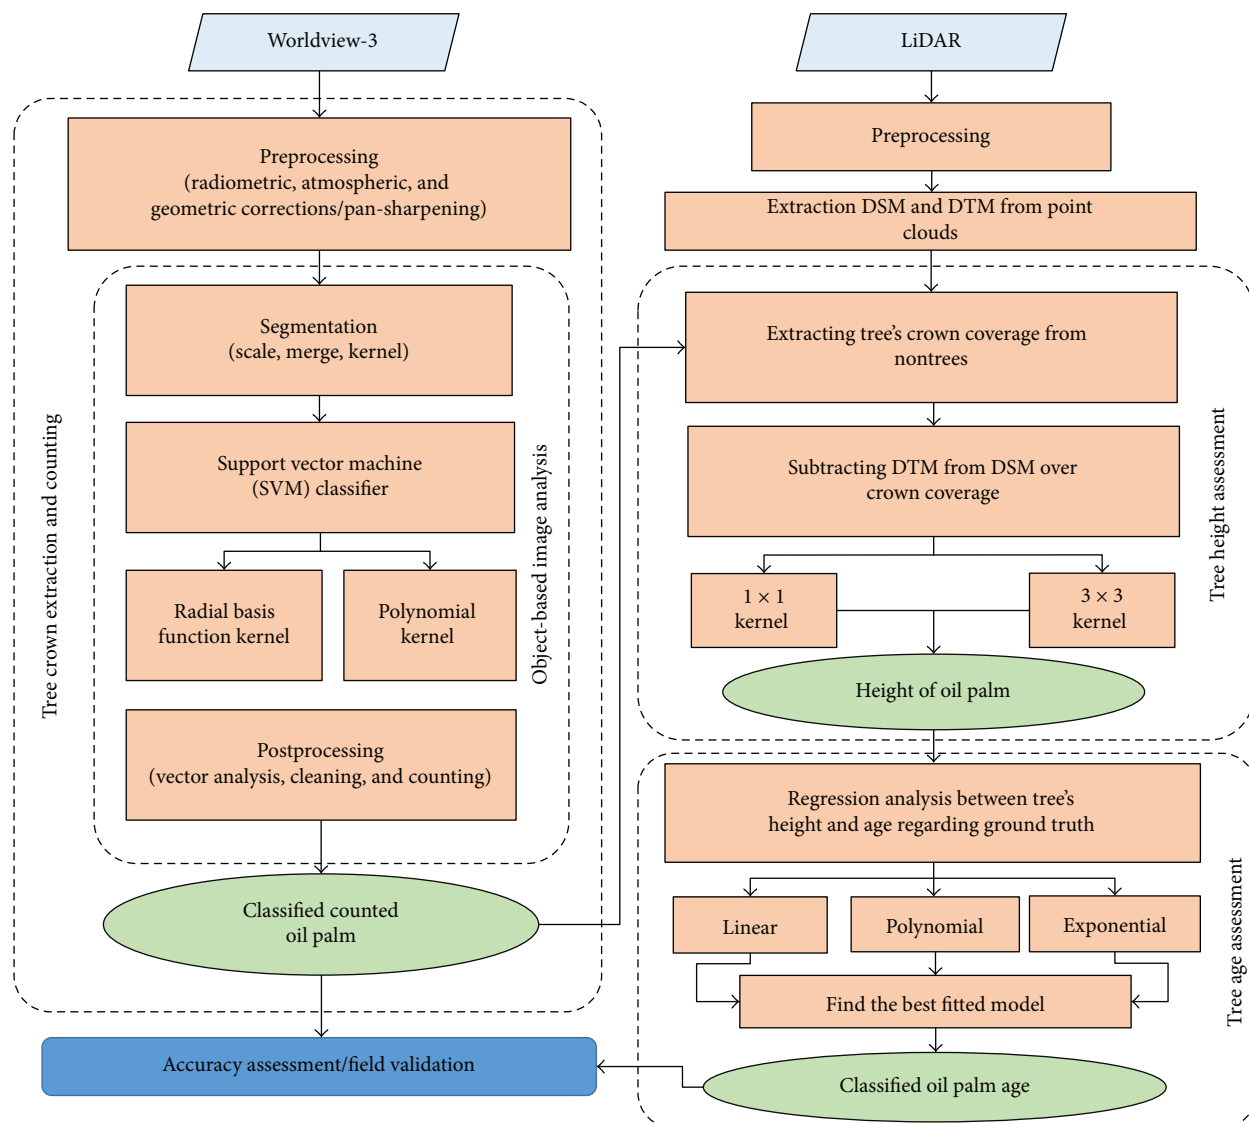 Worldview-3
Preprocessing
(radiometric, atmospheric, and
geometric corrections/pan-sharpening)
Segmentation
(scale, merge, kernel)
Support vector machine
(SVM) classifier
Radial basis
function kernel
Polynomial
kernel
Postprocessing
(vector analysis, cleaning, and counting)
Object-based image analysis
Tree crown extraction and counting
Classified counted
oil palm
Accuracy assessment/field validation
LiDAR
Preprocessing
Extraction DSM and DTM from point
clouds
Extracting tree's crown coverage from
nontrees
Subtracting DTM from DSM over
crown coverage
1 × 1
kernel
3 × 3
kernel
Height of oil palm
Tree height assessment
Regression analysis between tree's
height and age regarding ground truth
Linear
Polynomial
Exponential
Find the best fitted model
Classified oil palm age
Tree age assessment